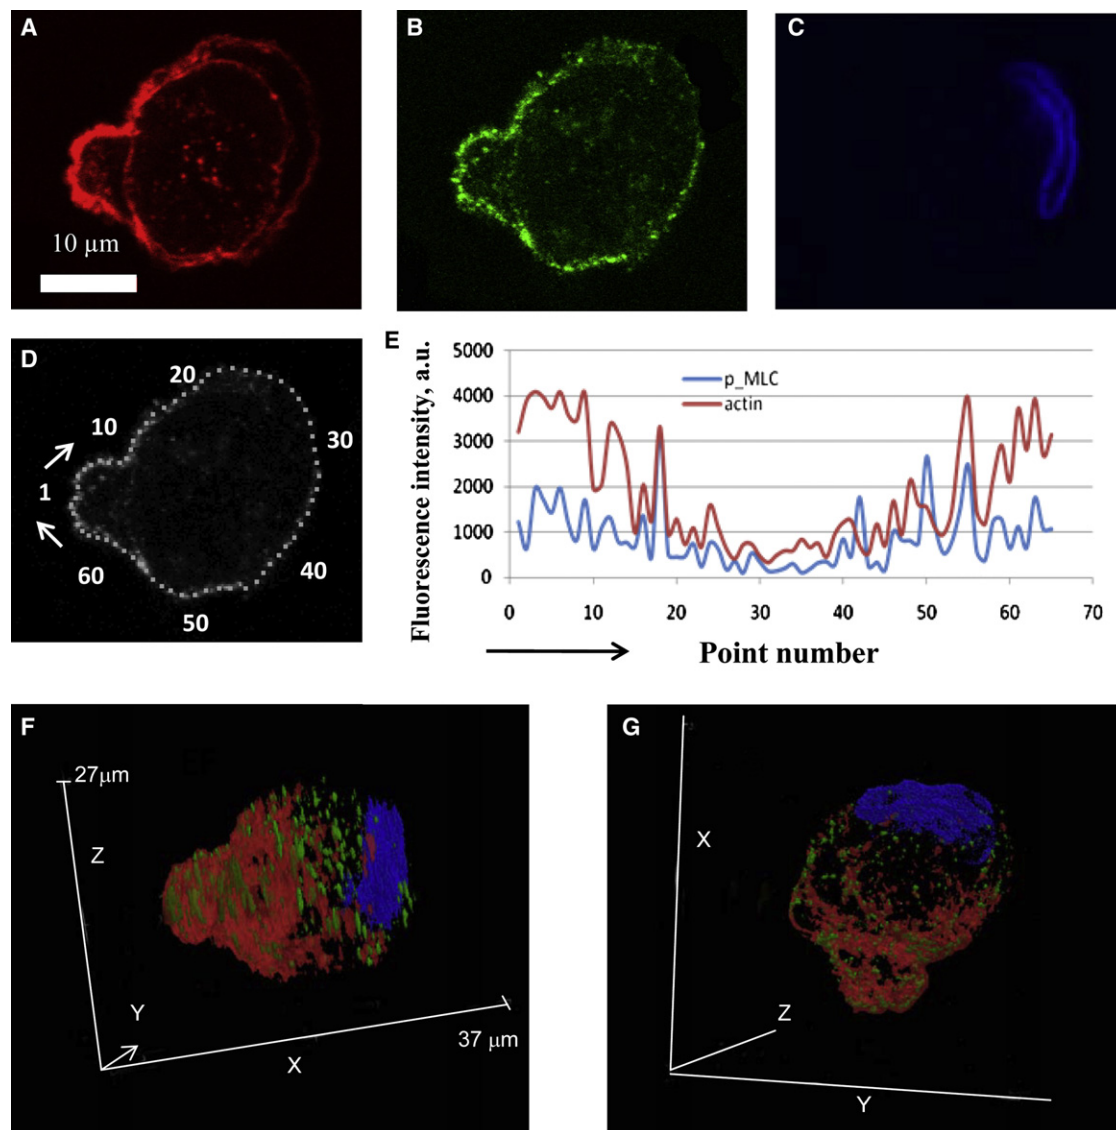 A
B
C
10 µm
D
20
10
30
1
60
40
50
E
Fluorescence intensity, a.u.
5000
4000
3000
2000
1000
0
p_MLC
actin
0 10 20 30 40 50 60 70
Point number
F
27µm
Z
Y
X
37 µm
G
X
Z
Y